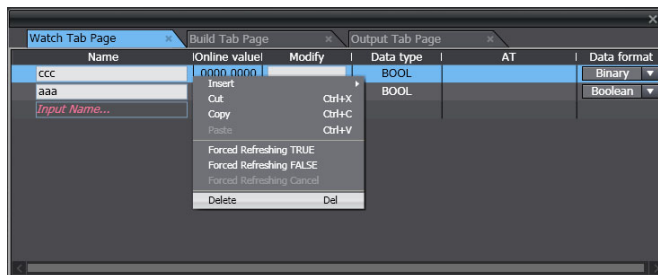 Watch Tab Page × Build Tab Page × Output Tab Page ×
Name Online value Modify Data type AT Data format
ccc 0000 0000 BOOL Binary
aaa BOOL Boolean
Input Name...
Insert
Cut Ctrl+X
Copy Ctrl+C
Paste Ctrl+V
Forced Refreshing TRUE
Forced Refreshing FALSE
Forced Refreshing Cancel
Delete Del